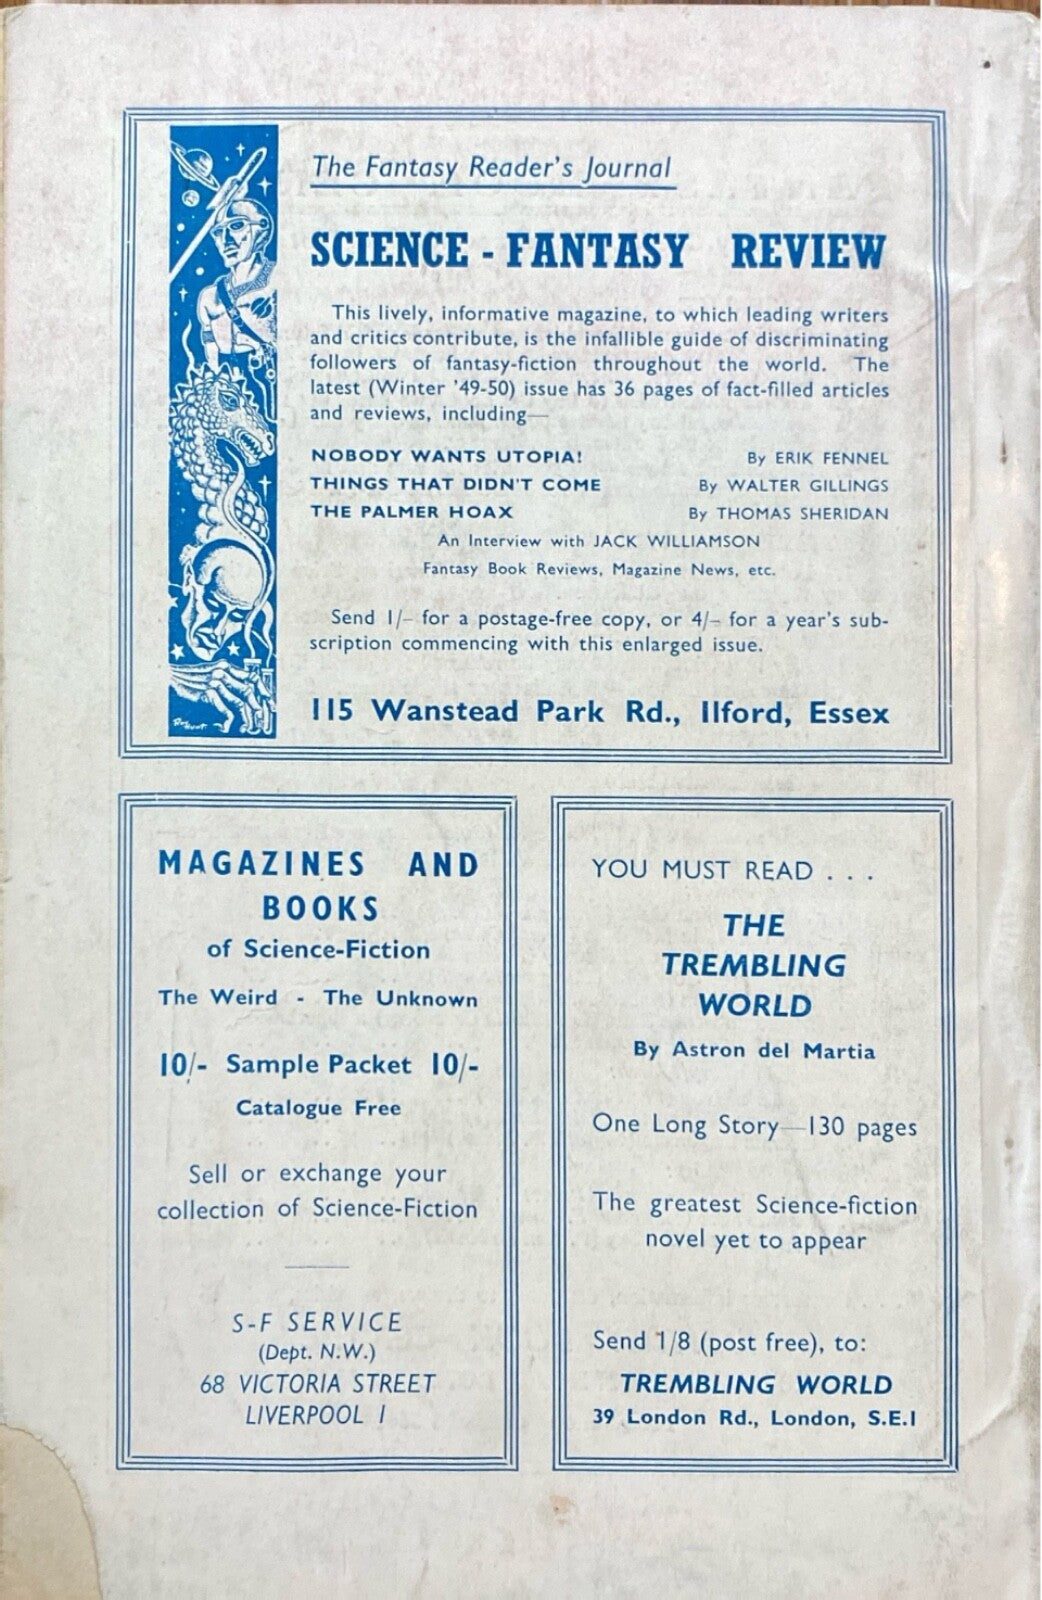 The Fantasy Reader's Journal
SCIENCE - FANTASY REVIEW
This lively, informative magazine, to which leading writers
and critics contribute, is the infallible guide of discriminating
followers of fantasy-fiction throughout the world. The
latest (Winter '49-50) issue has 36 pages of fact-filled articles
and reviews, including—
NOBODY WANTS UTOPIA! By ERIK FENNEL
THINGS THAT DIDN'T COME By WALTER GILLINGS
THE PALMER HOAX By THOMAS SHERIDAN
An Interview with JACK WILLIAMSON
Fantasy Book Reviews, Magazine News, etc.
Send 1/- for a postage-free copy, or 4/- for a year's sub-
scription commencing with this enlarged issue.
115 Wanstead Park Rd., Ilford, Essex
MAGAZINES AND
BOOKS
of Science-Fiction
The Weird - The Unknown
10/- Sample Packet 10/-
Catalogue Free
Sell or exchange your
collection of Science-Fiction
S-F SERVICE
(Dept. N.W.)
68 VICTORIA STREET
LIVERPOOL 1
YOU MUST READ . . .
THE
TREMBLING
WORLD
By Astron del Martia
One Long Story—130 pages
The greatest Science-fiction
novel yet to appear
Send 1/8 (post free), to:
TREMBLING WORLD
39 London Rd., London, S.E.1